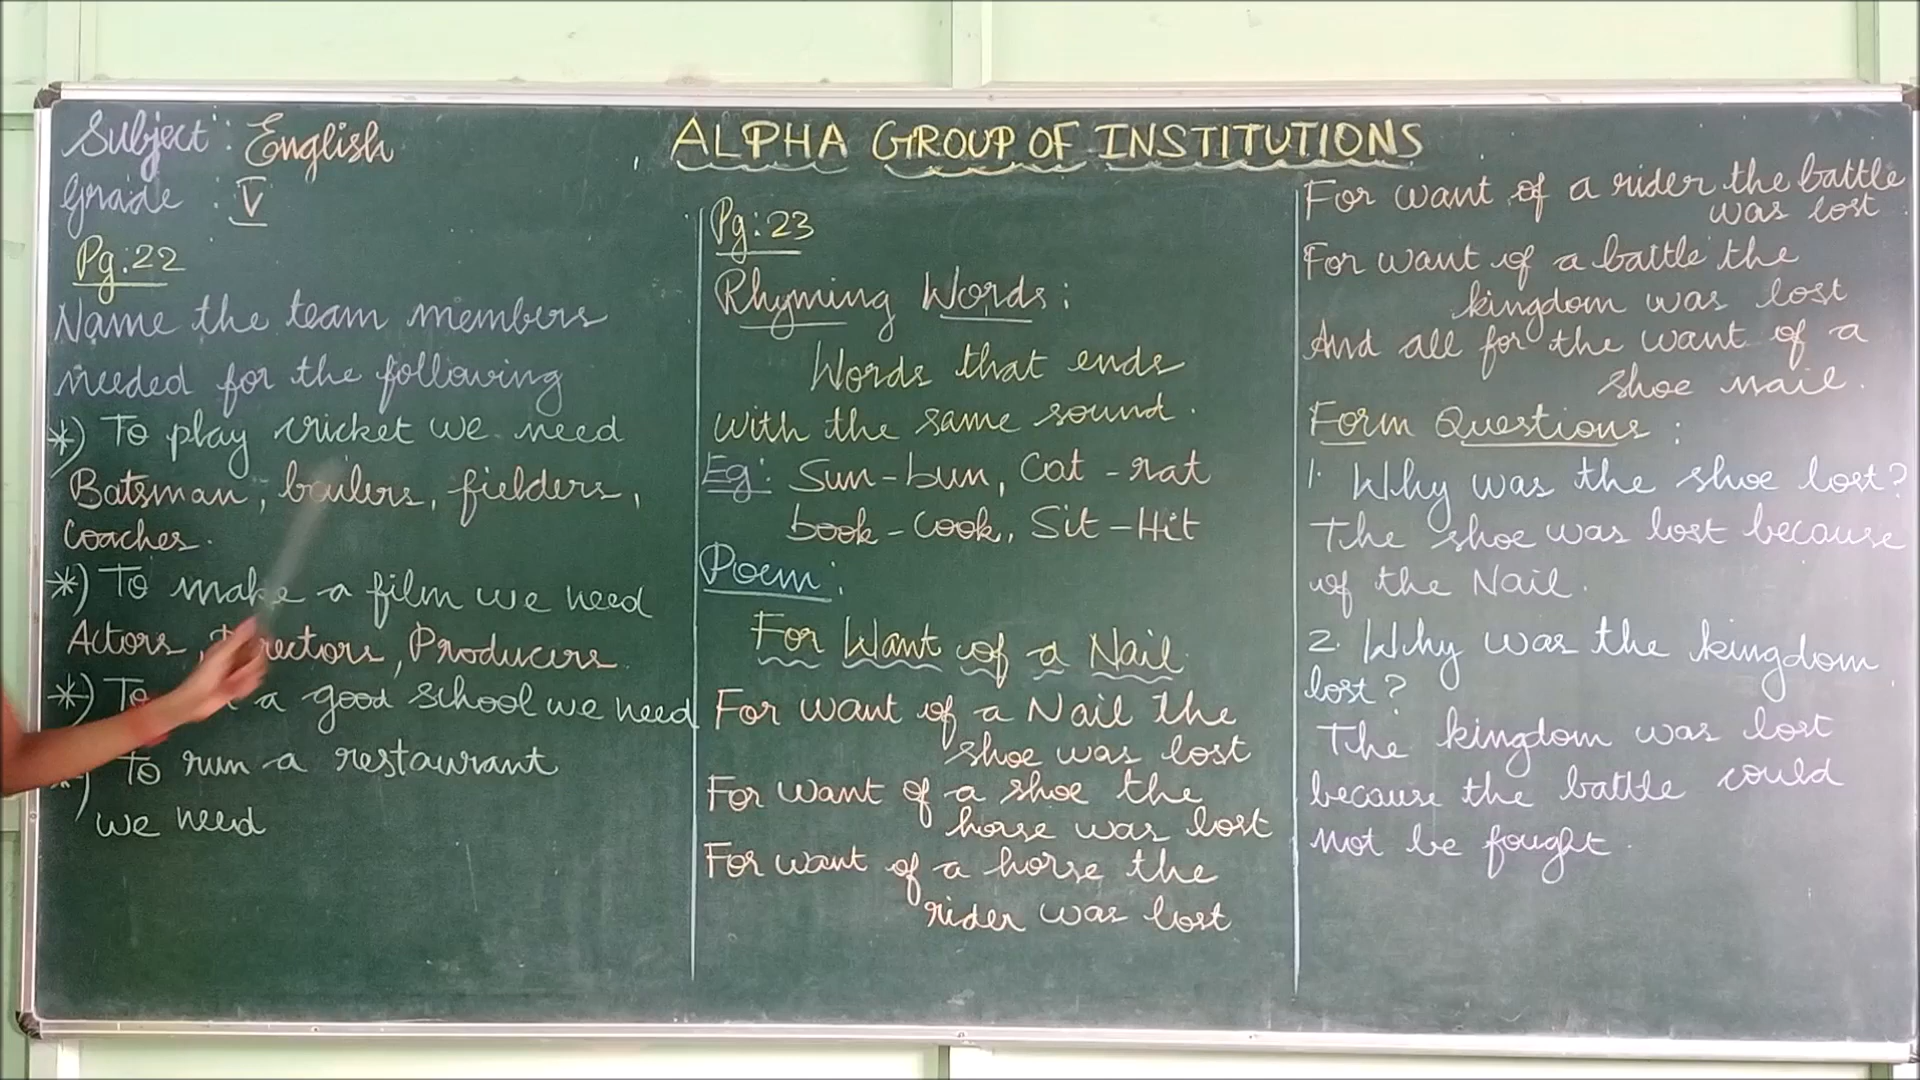 Subject : English
ALPHA GROUP OF INSTITUTIONS
Grade : V
Pg:22
Name the team members
needed for the following
*) To play cricket we need
Batsman, boulers, fielders,
Coaches.
*) To make a film we need
Actors, Directors, Producers.
*) To a good school we need
*) To run a restaurant
we need
Pg:23
Rhyming Words :
Words that ends
with the same sound.
Eg: Sun-bun, Cat-rat
book-Cook, Sit-Hit
Poem :
For Want of a Nail
For want of a Nail the
shoe was lost
For want of a shoe the
horse was lost
For want of a horse the
rider was lost
For want of a rider the battle
was lost.
For want of a battle the
kingdom was lost
And all for the want of a
shoe nail.
Form Questions :
1. Why was the shoe lost?
The shoe was lost because
of the Nail.
2. Why was the kingdom
lost?
The kingdom was lost
because the battle could
not be fought.